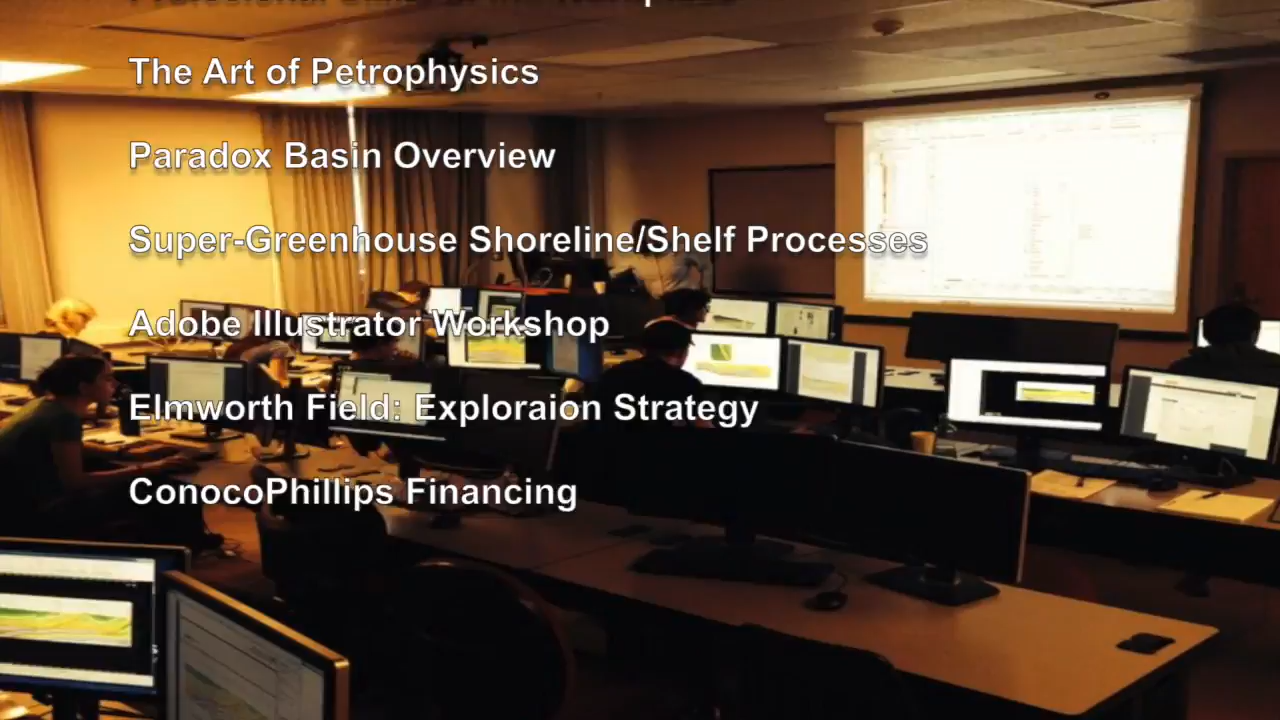 The Art of Petrophysics
Paradox Basin Overview
Super-Greenhouse Shoreline/Shelf Processes
Adobe Illustrator Workshop
Elmworth Field: Exploraion Strategy
ConocoPhillips Financing